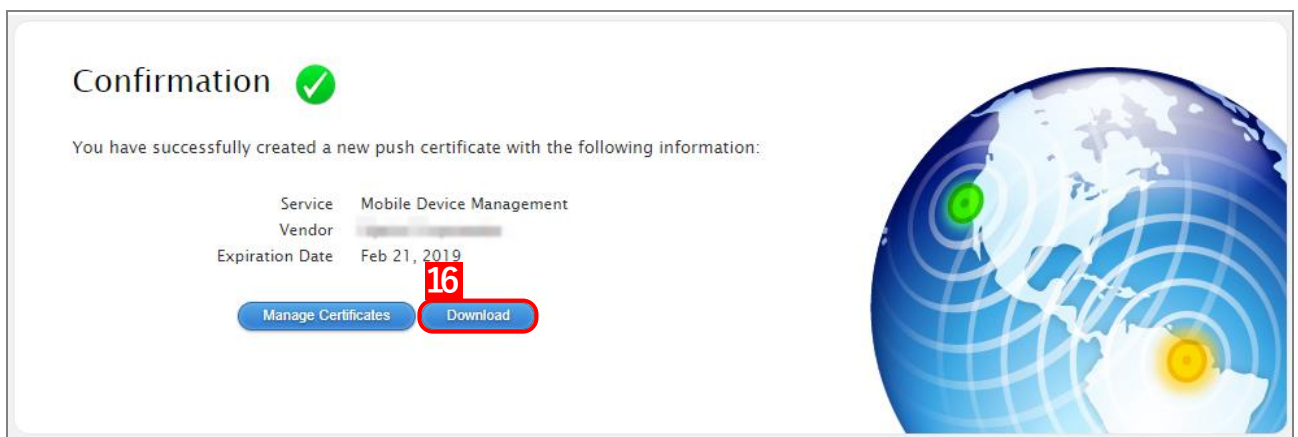 Confirmation
You have successfully created a new push certificate with the following information:
Service Mobile Device Management
Vendor
Expiration Date Feb 21, 2019
16
Manage Certificates Download